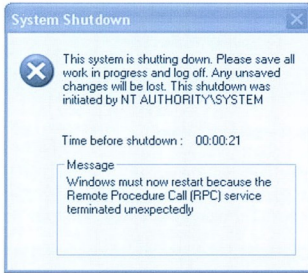 System Shutdown
This system is shutting down. Please save all
work in progress and log off. Any unsaved
changes will be lost. This shutdown was
initiated by NT AUTHORITY\SYSTEM
Time before shutdown : 00:00:21
Message
Windows must now restart because the
Remote Procedure Call (RPC) service
terminated unexpectedly